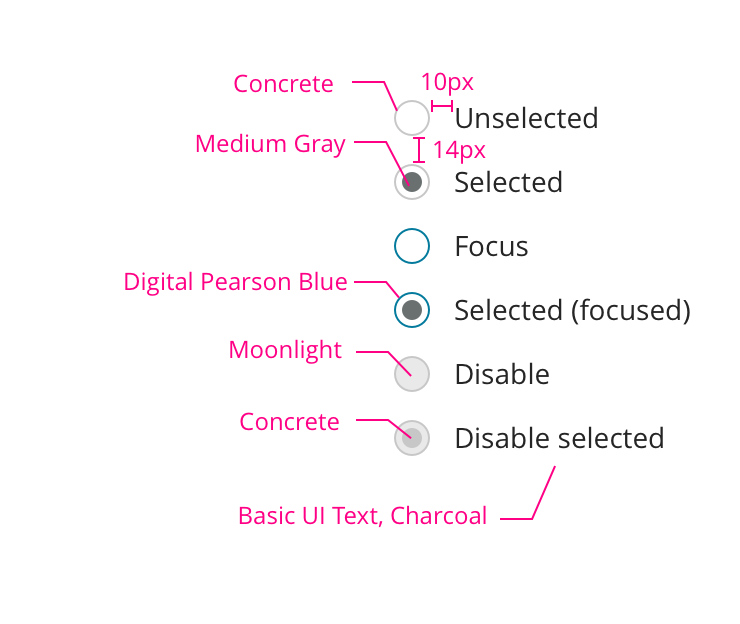 Concrete
10px
Unselected
Medium Gray
14px
Selected
Focus
Digital Pearson Blue
Selected (focused)
Moonlight
Disable
Concrete
Disable selected
Basic UI Text, Charcoal